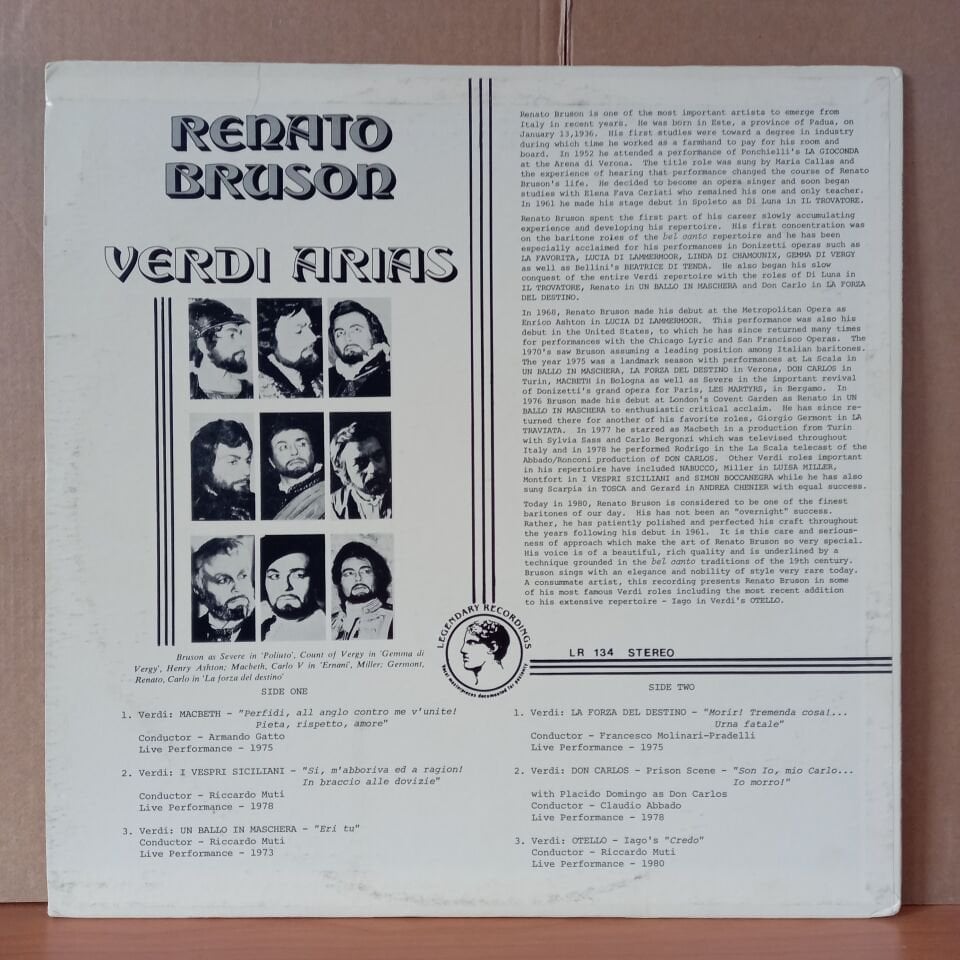 RENATO
BRUSON
VERDI ARIAS
Bruson as Severe in 'Poliuto', Count of Vergy in 'Gemma di
Vergy', Henry Ashton; Macbeth, Carlo V in 'Ernani', Miller; Germont,
Renato, Carlo in 'La forza del destino'
SIDE ONE
1. Verdi: MACBETH - "Perfidi, all anglo contro me v'unite!
Pieta, rispetto, amore"
Conductor - Armando Gatto
Live Performance - 1975
2. Verdi: I VESPRI SICILIANI - "Si, m'abboriva ed a ragion!
In braccio alle dovizie"
Conductor - Riccardo Muti
Live Performance - 1978
3. Verdi: UN BALLO IN MASCHERA - "Eri tu"
Conductor - Riccardo Muti
Live Performance - 1973
Renato Bruson is one of the most important artists to emerge from
Italy in recent years. He was born in Este, a province of Padua, on
January 13,1936. His first studies were toward a degree in industry
during which time he worked as a farmhand to pay for his room and
board. In 1952 he attended a performance of Ponchielli's LA GIOCONDA
at the Arena di Verona. The title role was sung by Maria Callas and
the experience of hearing that performance changed the course of Renato
Bruson's life. He decided to become an opera singer and soon began
studies with Elena Fava Ceriati who remained his one and only teacher.
In 1961 he made his stage debut in Spoleto as Di Luna in IL TROVATORE.
Renato Bruson spent the first part of his career slowly accumulating
experience and developing his repertoire. His first concentration was
on the baritone roles of the bel canto repertoire and he has been
especially acclaimed for his performances in Donizetti operas such as
LA FAVORITA, LUCIA DI LAMMERMOOR, LINDA DI CHAMOUNIX, GEMMA DI VERGY
as well as Bellini's BEATRICE DI TENDA. He also began his slow
conquest of the entire Verdi repertoire with the roles of Di Luna in
IL TROVATORE, Renato in UN BALLO IN MASCHERA and Don Carlo in LA FORZA
DEL DESTINO.
In 1968, Renato Bruson made his debut at the Metropolitan Opera as
Enrico Ashton in LUCIA DI LAMMERMOOR. This performance was also his
debut in the United States, to which he has since returned many times
for performances with the Chicago Lyric and San Francisco Operas. The
1970's saw Bruson assuming a leading position among Italian baritones.
The year 1975 was a landmark season with performances at La Scala in
UN BALLO IN MASCHERA, LA FORZA DEL DESTINO in Verona, DON CARLOS in
Turin, MACBETH in Bologna as well as Severe in the important revival
of Donizetti's grand opera for Paris, LES MARTYRS, in Bergamo. In
1976 Bruson made his debut at London's Covent Garden as Renato in UN
BALLO IN MASCHERA to enthusiastic critical acclaim. He has since re-
turned there for another of his favorite roles, Giorgio Germont in LA
TRAVIATA. In 1977 he starred as Macbeth in a production from Turin
with Sylvia Sass and Carlo Bergonzi which was televised throughout
Italy and in 1978 he performed Rodrigo in the La Scala telecast of the
Abbado/Ronconi production of DON CARLOS. Other Verdi roles important
in his repertoire have included NABUCCO, Miller in LUISA MILLER,
Montfort in I VESPRI SICILIANI and SIMON BOCCANEGRA while he has also
sung Scarpia in TOSCA and Gerard in ANDREA CHENIER with equal success.
Today in 1980, Renato Bruson is considered to be one of the finest
baritones of our day. His has not been an "overnight" success.
Rather, he has patiently polished and perfected his craft throughout
the years following his debut in 1961. It is this care and serious-
ness of approach which make the art of Renato Bruson so very special.
His voice is of a beautiful, rich quality and is underlined by a
technique grounded in the bel canto traditions of the 19th century.
Bruson sings with an elegance and nobility of style very rare today.
A consummate artist, this recording presents Renato Bruson in some
of his most famous Verdi roles including the most recent addition
to his extensive repertoire - Iago in Verdi's OTELLO.
LEGENDARY RECORDINGS
vocal masterpieces documented for posterity
LR 134 STEREO
SIDE TWO
1. Verdi: LA FORZA DEL DESTINO - "Morir! Tremenda cosa!...
Urna fatale"
Conductor - Francesco Molinari-Pradelli
Live Performance - 1975
2. Verdi: DON CARLOS - Prison Scene - "Son Io, mio Carlo...
Io morro!"
with Placido Domingo as Don Carlos
Conductor - Claudio Abbado
Live Performance - 1978
3. Verdi: OTELLO - Iago's "Credo"
Conductor - Riccardo Muti
Live Performance - 1980